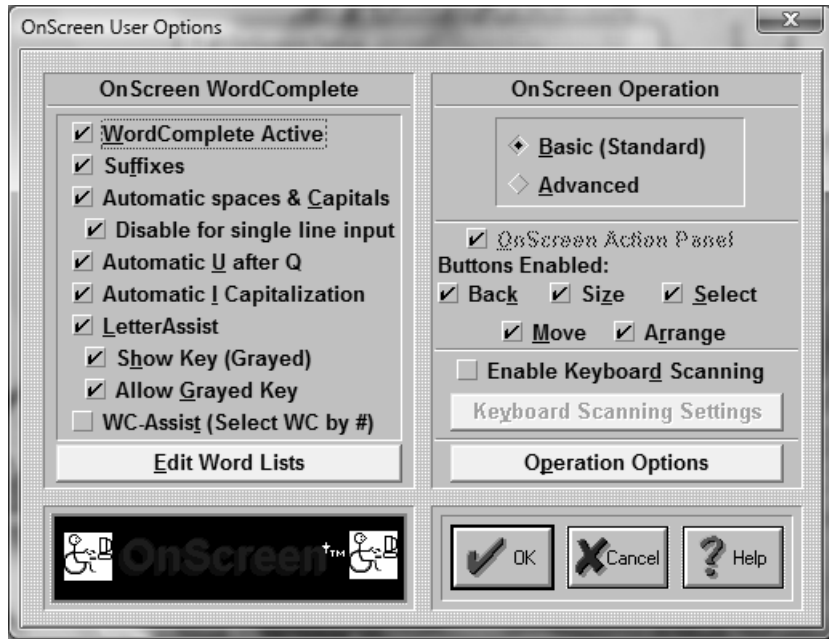 OnScreen User Options
OnScreen WordComplete
WordComplete Active
Suffixes
Automatic spaces & Capitals
Disable for single line input
Automatic U after Q
Automatic I Capitalization
LetterAssist
Show Key (Grayed)
Allow Grayed Key
WC-Assist (Select WC by #)
Edit Word Lists
OnScreen Operation
Basic (Standard)
Advanced
OnScreen Action Panel
Buttons Enabled:
Back Size Select
Move Arrange
Enable Keyboard Scanning
Keyboard Scanning Settings
Operation Options
OnScreen+™
OK Cancel Help